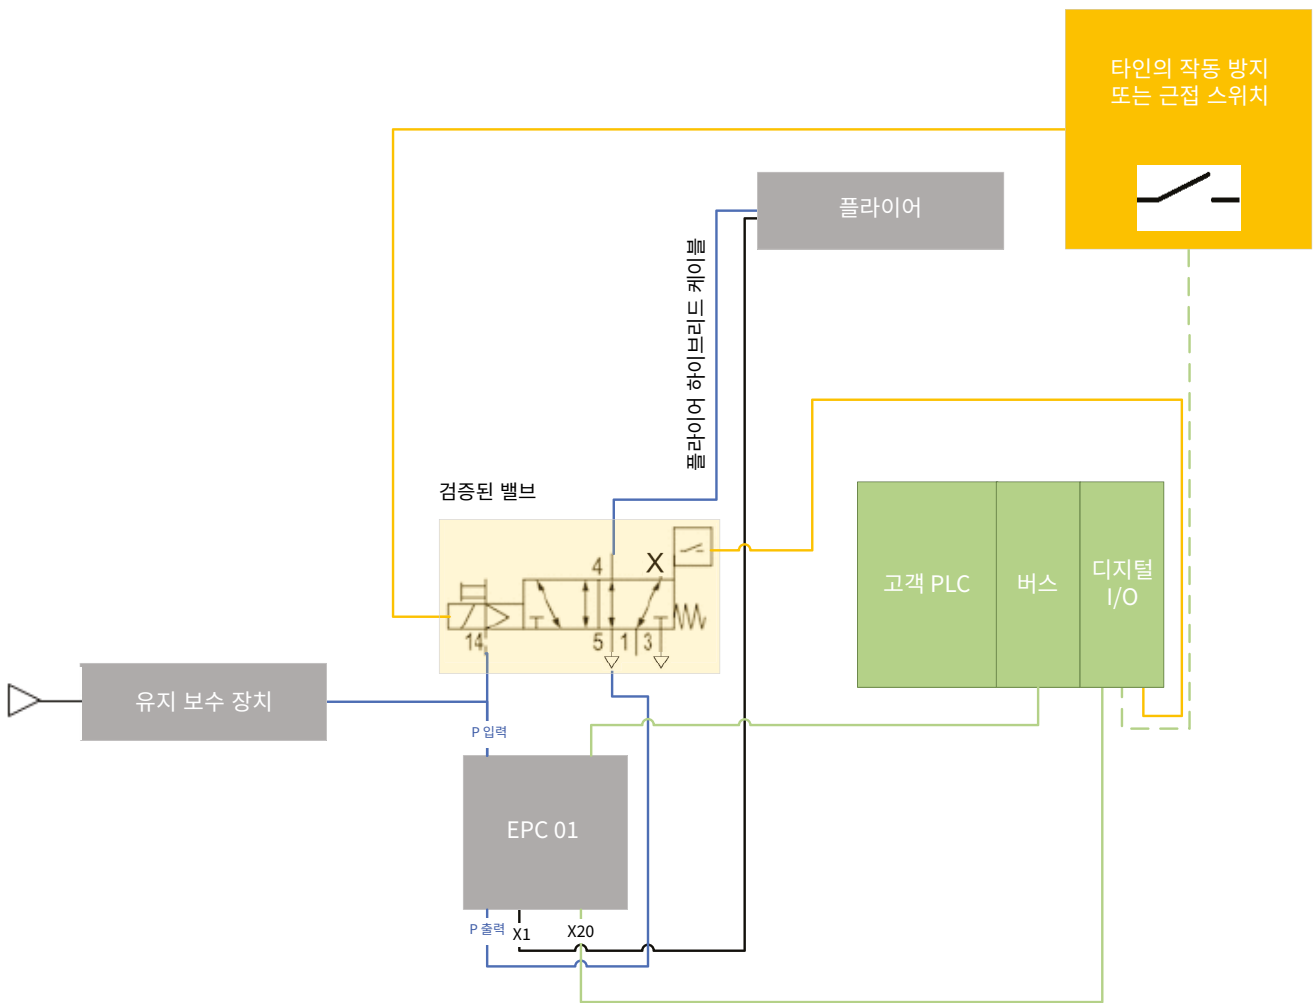 타인의 작동 방지
또는 근접 스위치
플라이어
플라이어 하이브리드 케이블
검증된 밸브
4
X
14
5
1
3
고객 PLC
버스
디지털
I/O
유지 보수 장치
P 입력
EPC 01
P 출력
X1
X20